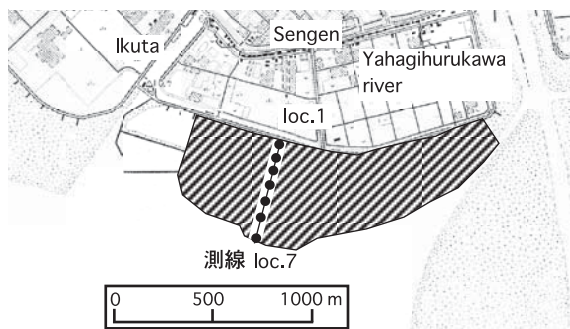 Ikuta
Sengen
Yahagihurukawa
river
loc.1
測線 loc.7
0 500 1000 m